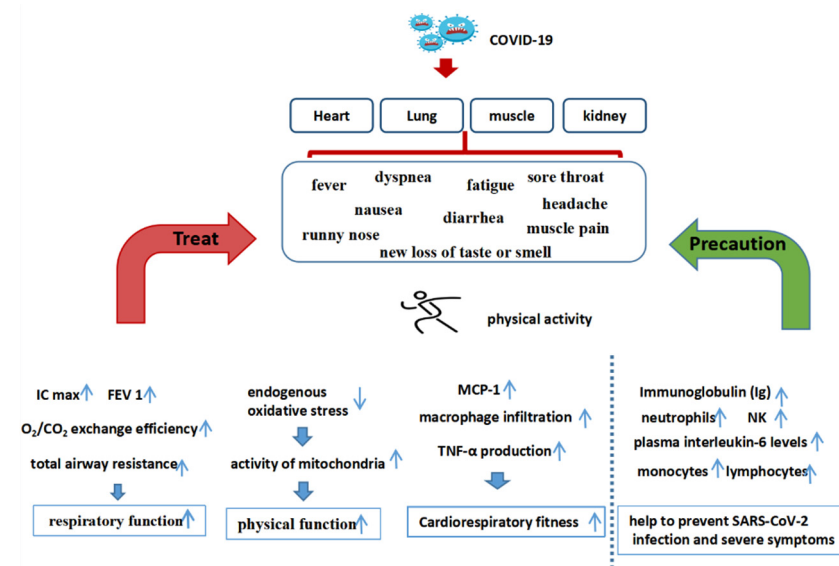 COVID-19
Heart
Lung
muscle
kidney
fever
dyspnea
fatigue
sore throat
nausea
diarrhea
headache
runny nose
muscle pain
new loss of taste or smell
Treat
Precaution
physical activity
IC max↑ FEV 1↑
O₂/CO₂ exchange efficiency↑
total airway resistance↑
respiratory function↑
endogenous
oxidative stress↓
activity of mitochondria↑
physical function↑
MCP-1↑
macrophage infiltration↑
TNF-α production↑
Cardiorespiratory fitness↑
Immunoglobulin (Ig)↑
neutrophils↑ NK↑
plasma interleukin-6 levels↑
monocytes↑ lymphocytes↑
help to prevent SARS-CoV-2
infection and severe symptoms